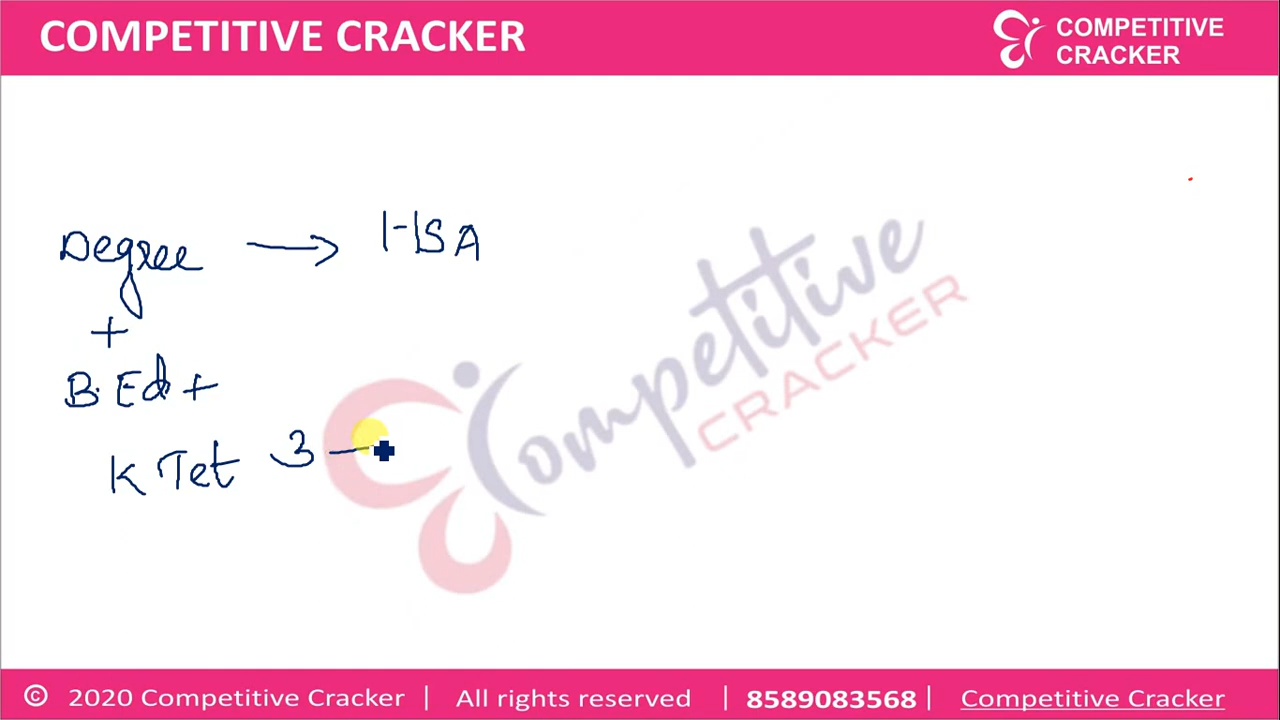 COMPETITIVE CRACKER
COMPETITIVE
CRACKER
Degree → HSA
+
B.Ed +
K Tet 3 –
Competitive
CRACKER
© 2020 Competitive Cracker | All rights reserved | 8589083568 | Competitive Cracker